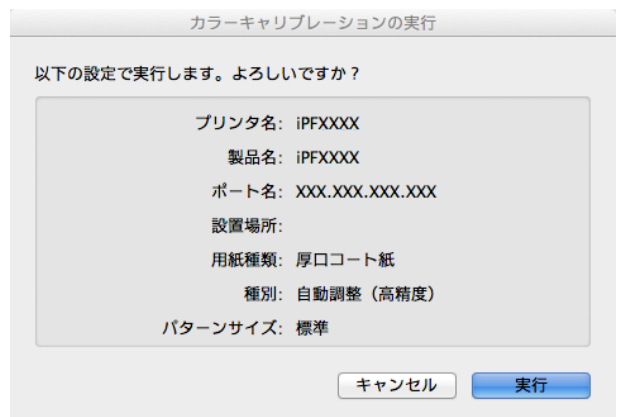 カラーキャリブレーションの実行
以下の設定で実行します。よろしいですか？
プリンタ名: iPFXXXX
製品名: iPFXXXX
ポート名: XXX.XXX.XXX.XXX
設置場所:
用紙種類: 厚口コート紙
種別: 自動調整（高精度）
パターンサイズ: 標準
キャンセル 実行